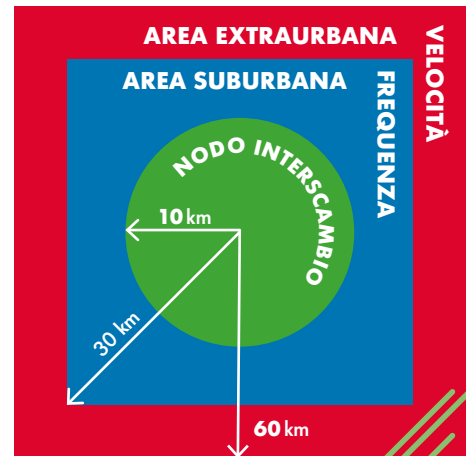 AREA EXTRAURBANA
VELOCITÀ
AREA SUBURBANA
FREQUENZA
NODO INTERSCAMBIO
10 km
30 km
60 km